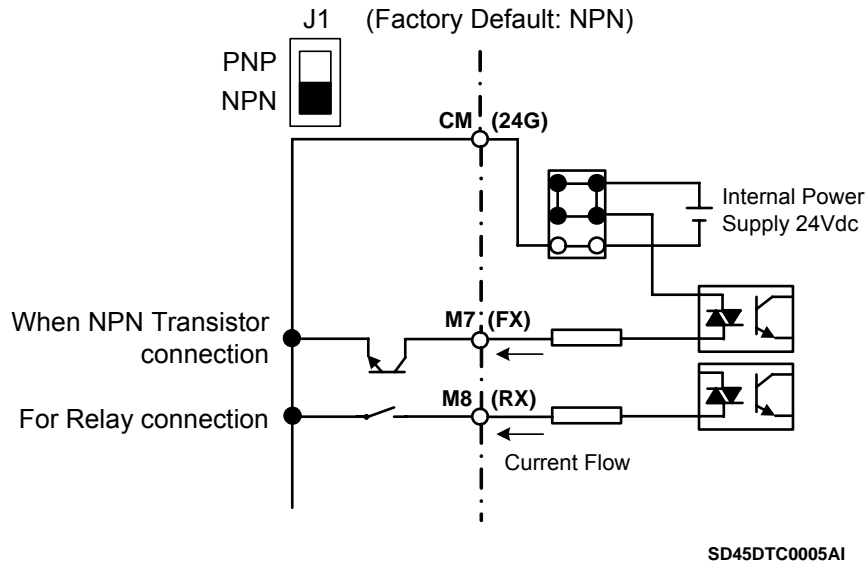 J1 (Factory Default: NPN)
PNP
NPN
CM (24G)
Internal Power
Supply 24Vdc
When NPN Transistor
connection
M7 (FX)
For Relay connection
M8 (RX)
Current Flow
SD45DTC0005AI